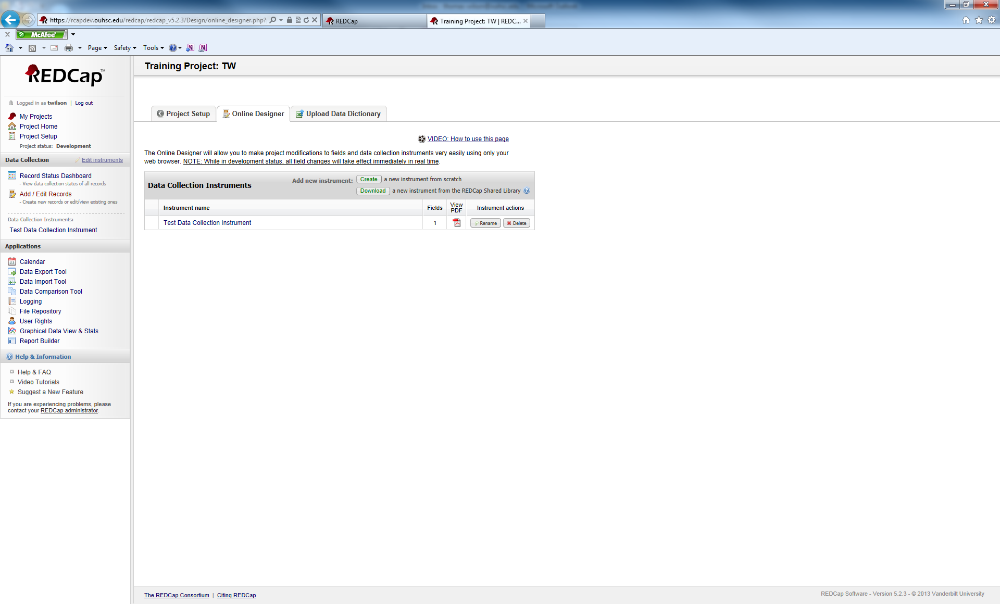 https://rcapdev.ouhsc.edu/redcap/redcap_v5.2.3/Design/online_designer.php?
REDCap
Training Project: TW | REDC...
McAfee
Page
Safety
Tools
REDCap™
Logged in as twilson | Log out
My Projects
Project Home
Project Setup
Project status: Development
Data Collection
Edit instruments
Record Status Dashboard
- View data collection status of all records
Add / Edit Records
- Create new records or edit/view existing ones
Data Collection Instruments:
Test Data Collection Instrument
Applications
Calendar
Data Export Tool
Data Import Tool
Data Comparison Tool
Logging
File Repository
User Rights
Graphical Data View & Stats
Report Builder
Help & Information
Help & FAQ
Video Tutorials
Suggest a New Feature
If you are experiencing problems, please
contact your REDCap administrator.
Training Project: TW
Project Setup
Online Designer
Upload Data Dictionary
VIDEO: How to use this page
The Online Designer will allow you to make project modifications to fields and data collection instruments very easily using only your
web browser. NOTE: While in development status, all field changes will take effect immediately in real time.
Data Collection Instruments
Add new instrument: Create a new instrument from scratch
Download a new instrument from the REDCap Shared Library
Instrument name
Fields
View
PDF
Instrument actions
Test Data Collection Instrument
1
Rename
Delete
The REDCap Consortium | Citing REDCap
REDCap Software - Version 5.2.3 - © 2013 Vanderbilt University